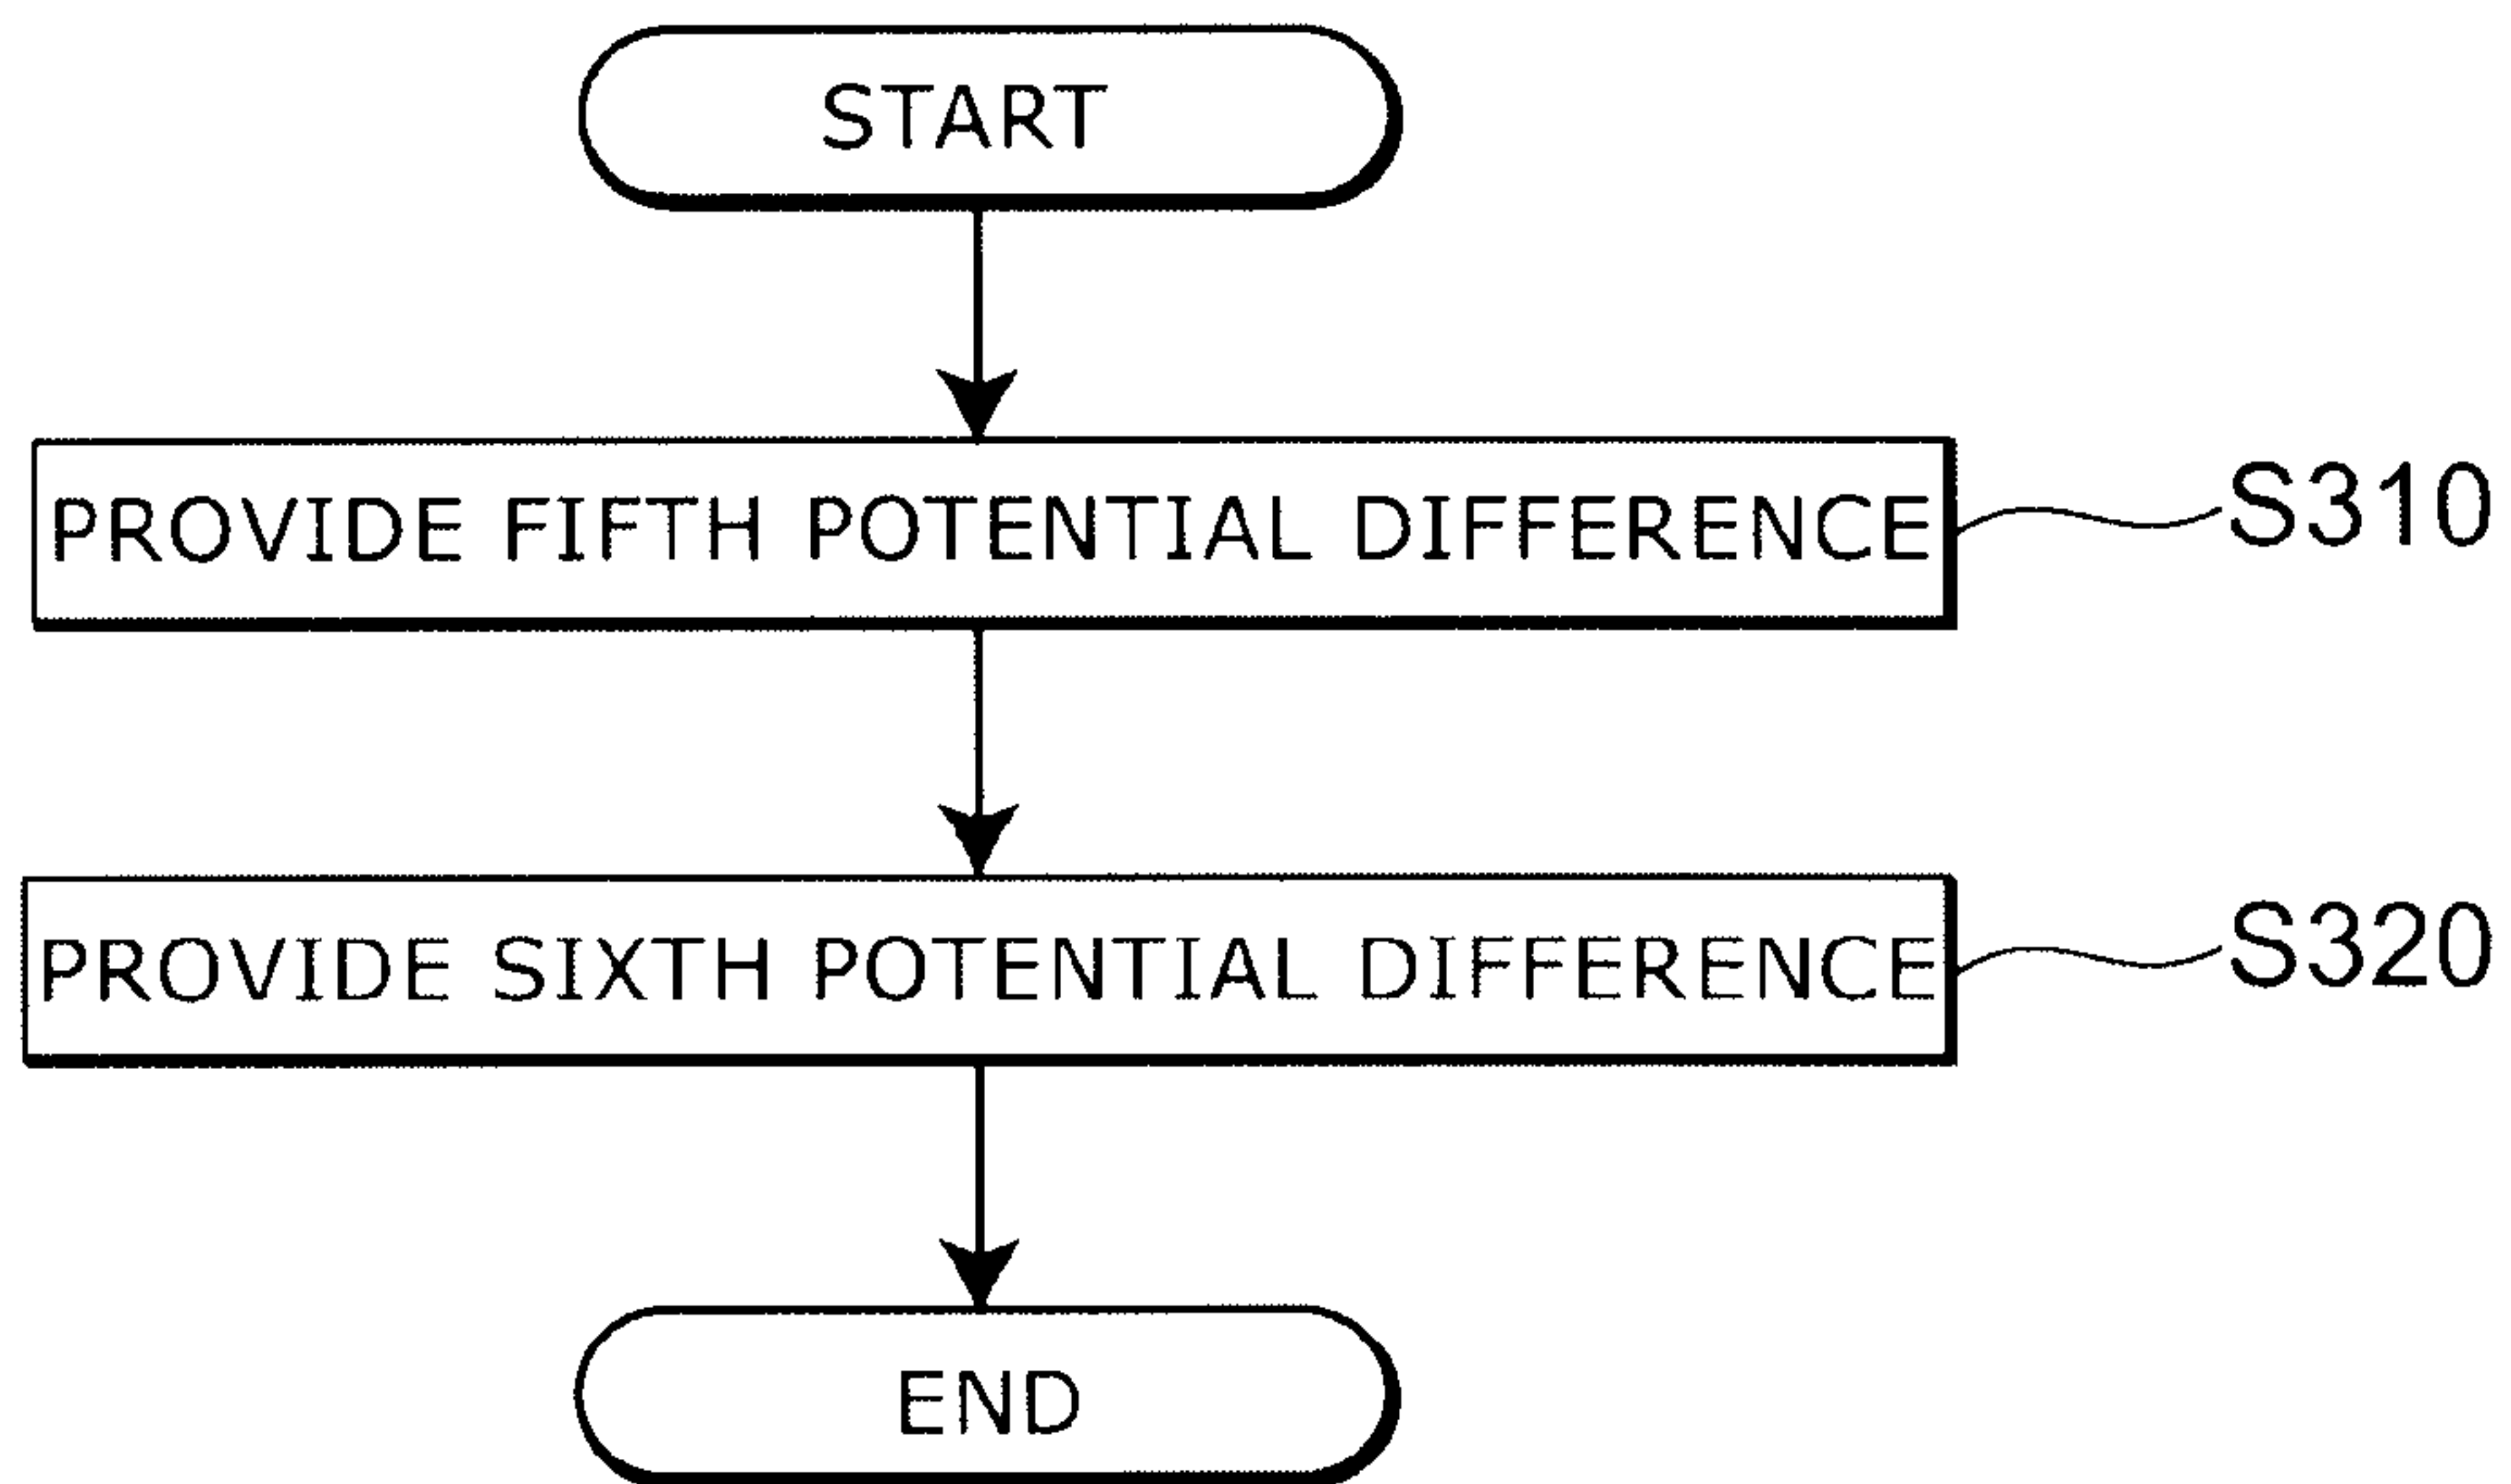 START
PROVIDE FIFTH POTENTIAL DIFFERENCE
S310
PROVIDE SIXTH POTENTIAL DIFFERENCE
S320
END